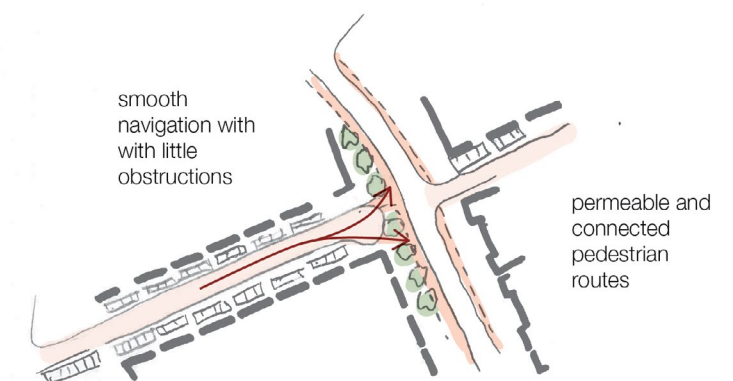 smooth
navigation with
with little
obstructions
permeable and
connected
pedestrian
routes